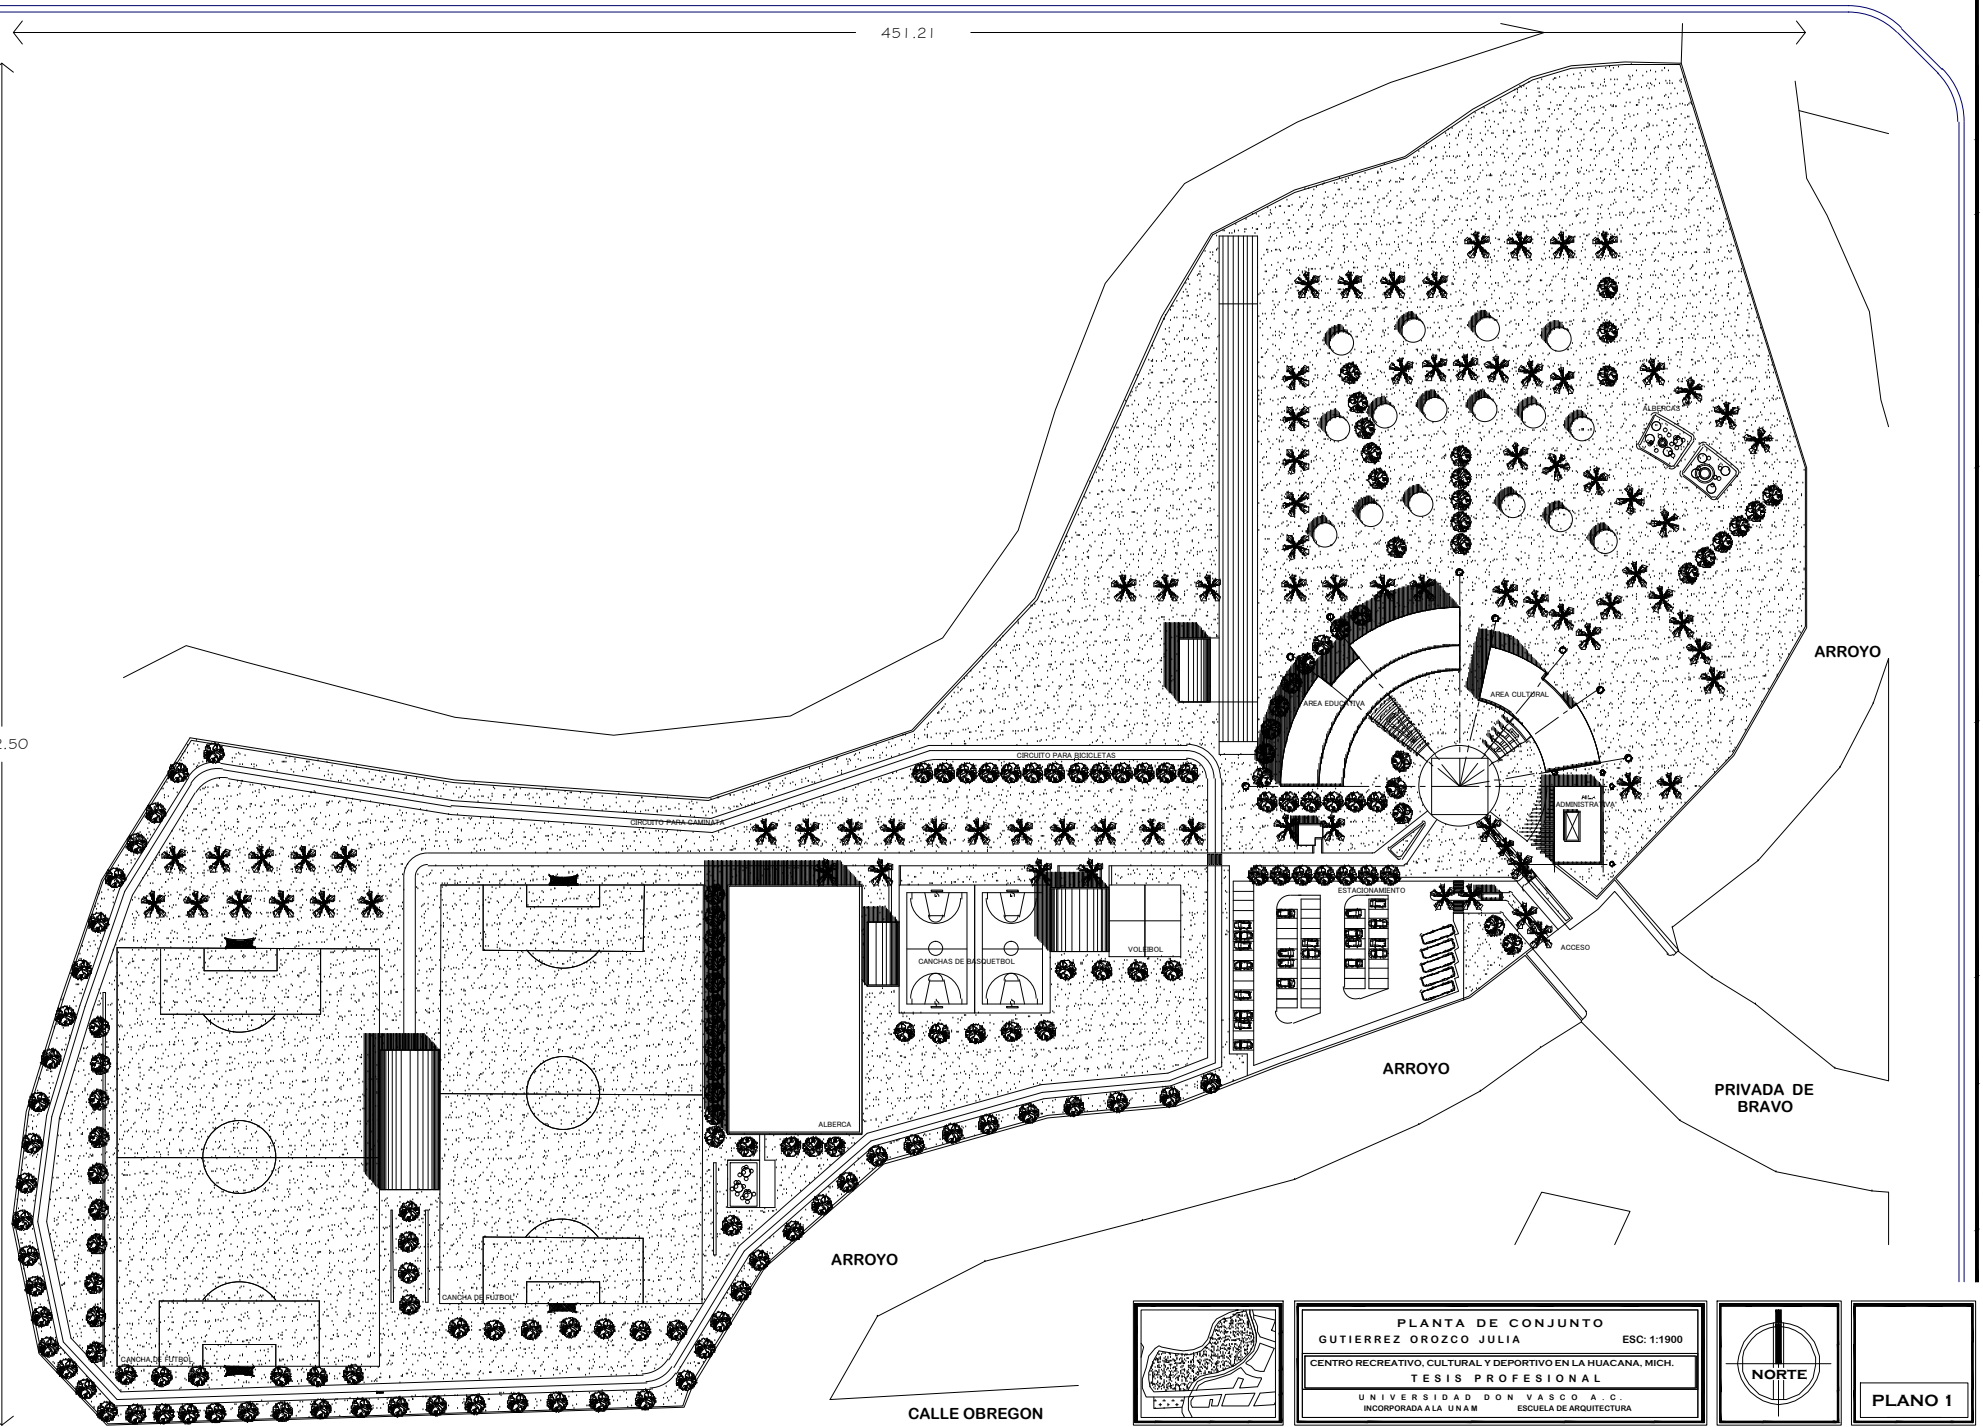 451.21
2.50
ALBERCAS
ARROYO
AREA CULTURAL
AREA EDUCATIVA
CIRCUITO PARA BICICLETAS
ADMINISTRATIVA
CIRCUITO PARA CAMINATA
ESTACIONAMIENTO
ACCESO
VOLEIBOL
CANCHAS DE BASQUETBOL
ARROYO
PRIVADA DE
BRAVO
ALBERCA
ARROYO
CANCHA DE FUTBOL
CANCHA DE FUTBOL
CALLE OBREGON
PLANTA DE CONJUNTO
GUTIERREZ OROZCO JULIA ESC: 1:1900
CENTRO RECREATIVO, CULTURAL Y DEPORTIVO EN LA HUACANA, MICH.
TESIS PROFESIONAL
UNIVERSIDAD DON VASCO A.C.
INCORPORADA A LA UNAM ESCUELA DE ARQUITECTURA
NORTE
PLANO 1